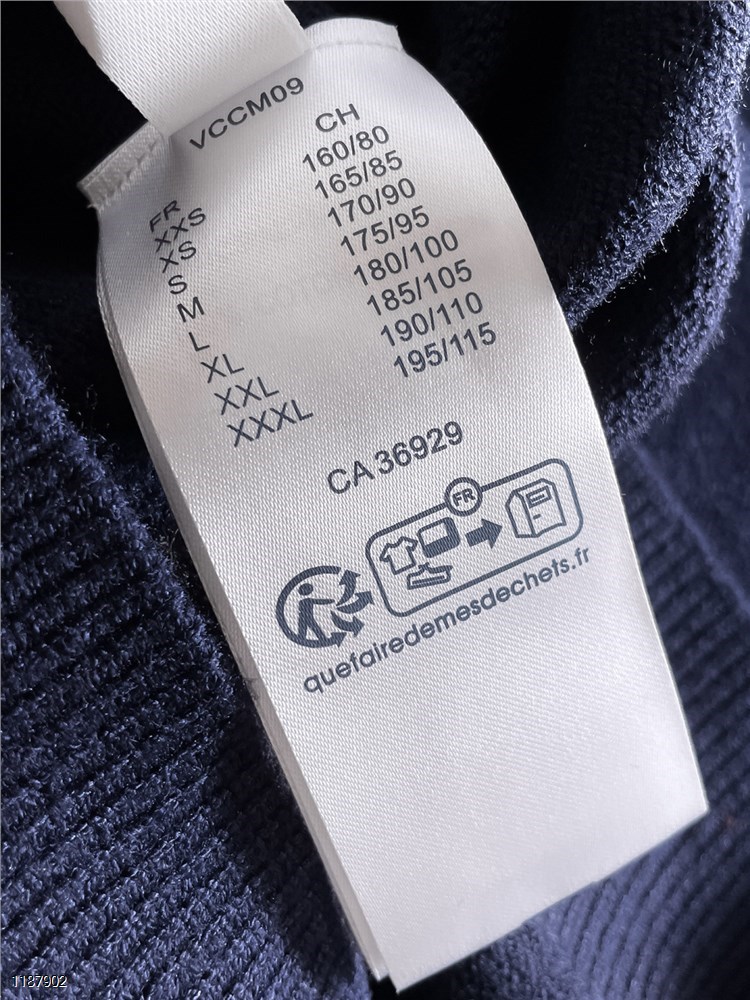 VCCM09
FR CH
XXS 160/80
XS 165/85
S 170/90
M 175/95
L 180/100
XL 185/105
XXL 190/110
XXXL 195/115
CA 36929
FR
quefairedemesdechets.fr
1187902